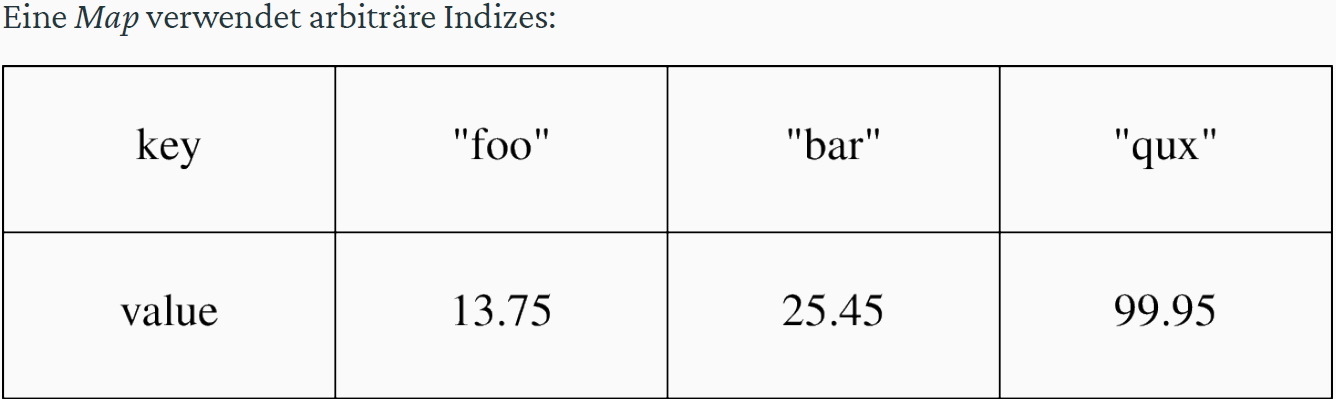 Eine Map verwendet arbiträre Indizes:
key "foo" "bar" "qux"
value 13.75 25.45 99.95